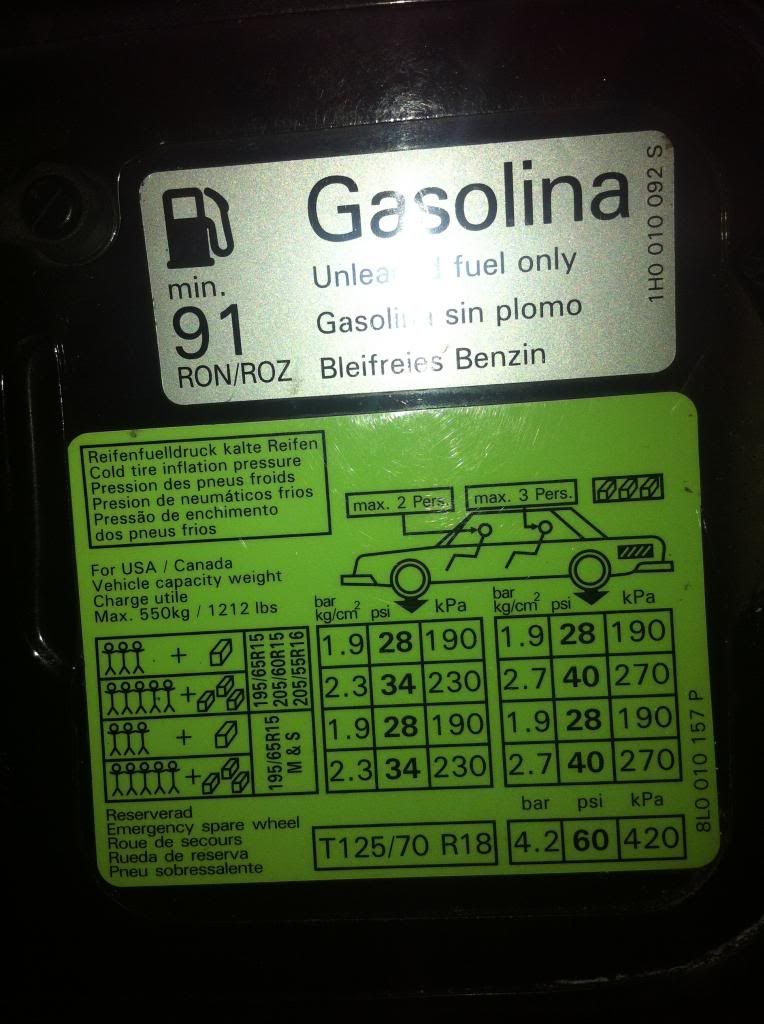 Gasolina
min.
91
RON/ROZ
fuel only
sin plomo
Bleifreies Benzin
1H0 010 092 S
Reifenfuelldruck kalte Reifen
Cold tire inflation pressure
Pression des pneus froids
Presion de neumáticos frios
Pressão de enchimento
dos pneus frios
max. 2 Pers.
max. 3 Pers.
For USA / Canada
Vehicle capacity weight
Charge utile
Max. 550kg / 1212 lbs
bar
kg/cm² psi kPa
bar
kg/cm² psi kPa
195/65R15
205/60R15
205/55R16
+ 1.9 28 190 1.9 28 190
+ 2.3 34 230 2.7 40 270
195/65R15
M & S
+ 1.9 28 190 1.9 28 190
+ 2.3 34 230 2.7 40 270
bar psi kPa
Reserverad
Emergency spare wheel
Roue de secours
Rueda de reserva
Pneu sobressalente
T125/70 R18 4.2 60 420
8L0 010 157 P